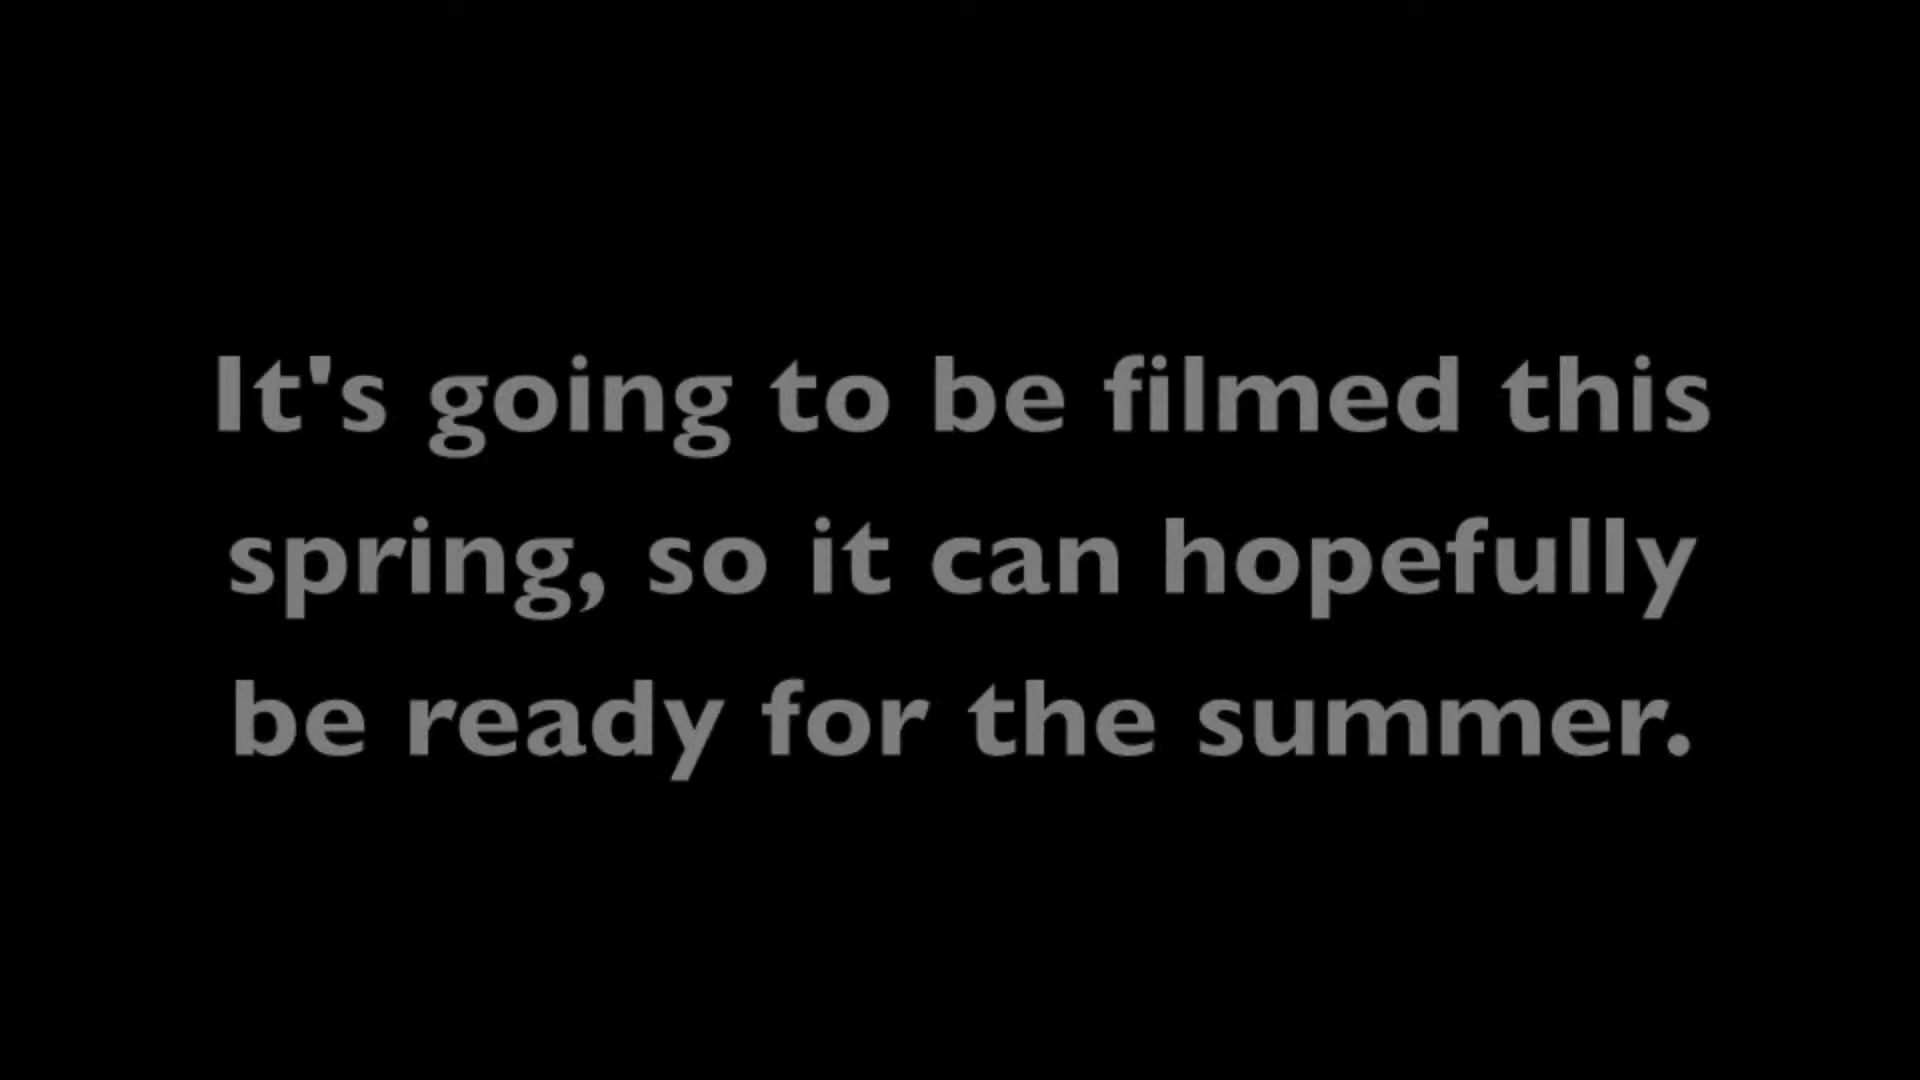 It's going to be filmed this
spring, so it can hopefully
be ready for the summer.